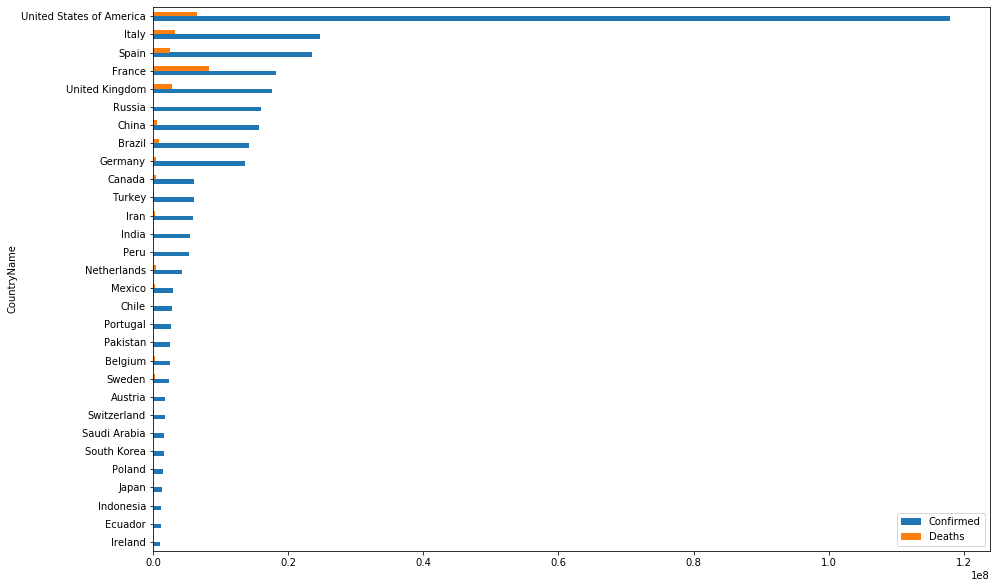 United States of America
Italy
Spain
France
United Kingdom
Russia
China
Brazil
Germany
Canada
Turkey
Iran
India
Peru
Netherlands
Mexico
Chile
Portugal
Pakistan
Belgium
Sweden
Austria
Switzerland
Saudi Arabia
South Korea
Poland
Japan
Indonesia
Ecuador
Ireland
CountryName
Confirmed
Deaths
0.0 0.2 0.4 0.6 0.8 1.0 1.2
1e8